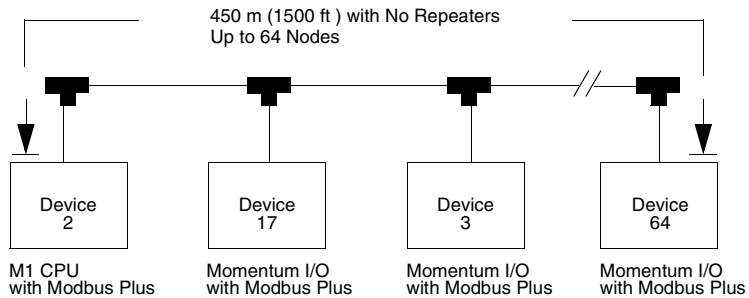 450 m (1500 ft ) with No Repeaters
Up to 64 Nodes
Device
2
Device
17
Device
3
Device
64
M1 CPU
with Modbus Plus
Momentum I/O
with Modbus Plus
Momentum I/O
with Modbus Plus
Momentum I/O
with Modbus Plus